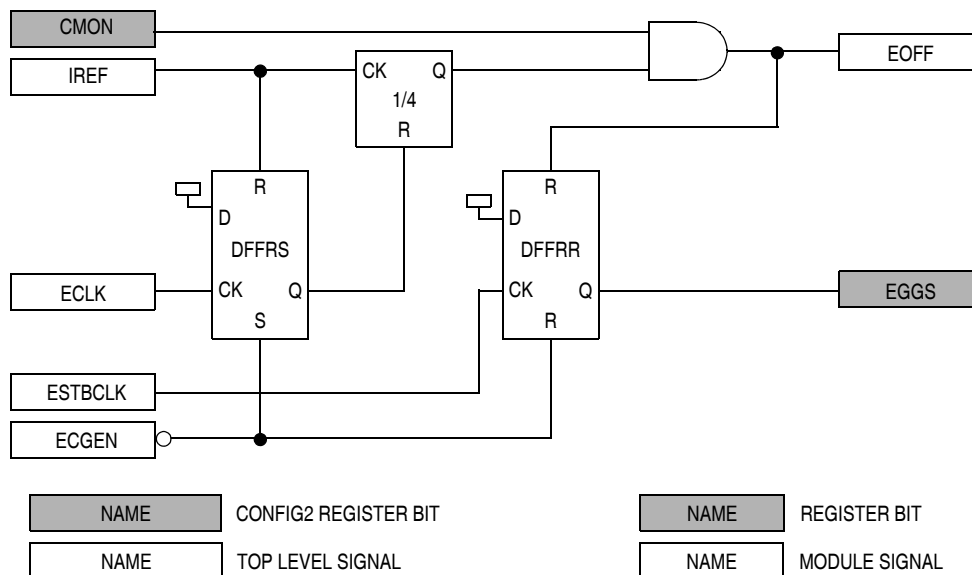 CMON
IREF
CK Q
1/4
R
EOFF
R
D
DFFRS
CK Q
S
R
D
DFFRR
CK Q
R
ECLK
EGGS
ESTBCLK
ECGEN
NAME CONFIG2 REGISTER BIT
NAME TOP LEVEL SIGNAL
NAME REGISTER BIT
NAME MODULE SIGNAL